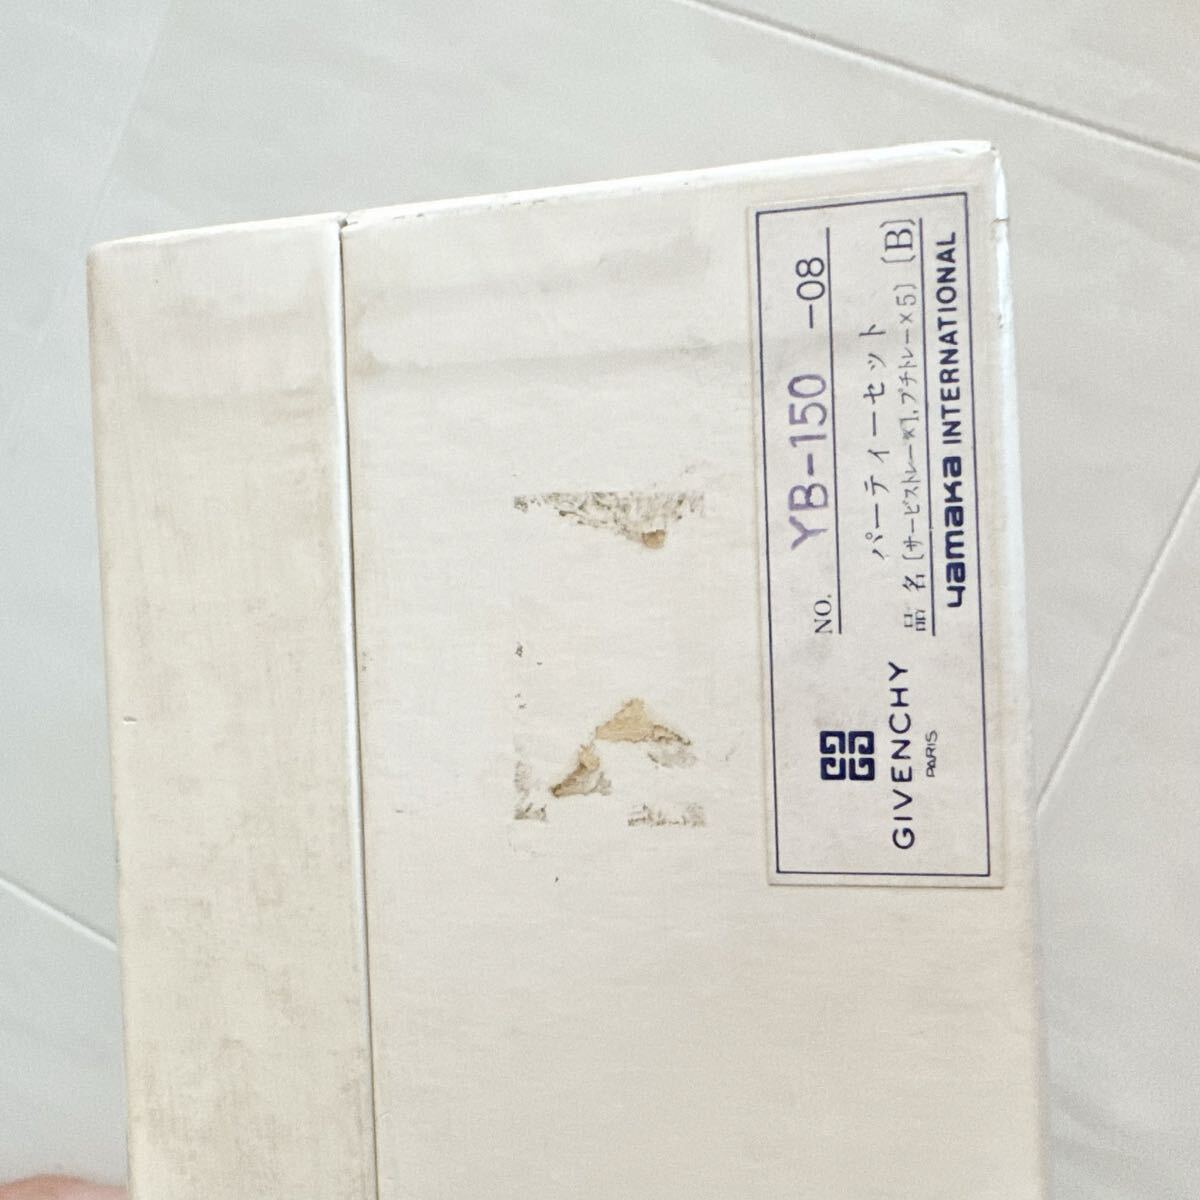 GIVENCHY
PARIS
NO. YB-150 -08
パーティーセット
品名〔サービストレー×1,プチトレー×5〕〔B〕
yamaka INTERNATIONAL